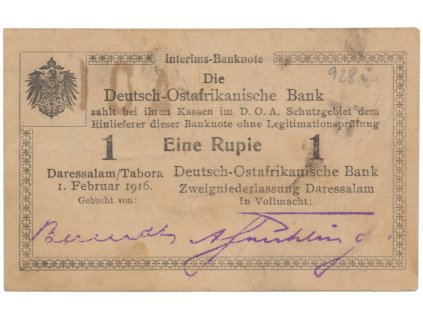 Interims-Banknote
928
Die
Deutsch-Ostafrikanische Bank
zahlt bei ihren Kassen im D. O. A. Schutzgebiet dem
Einlieferer dieser Banknote ohne Legitimationsprüfung
1 Eine Rupie 1
Daressalam/Tabora
1. Februar 1916.
Gebucht von:
Deutsch-Ostafrikanische Bank
Zweigniederlassung Daressalam
In Vollmacht: